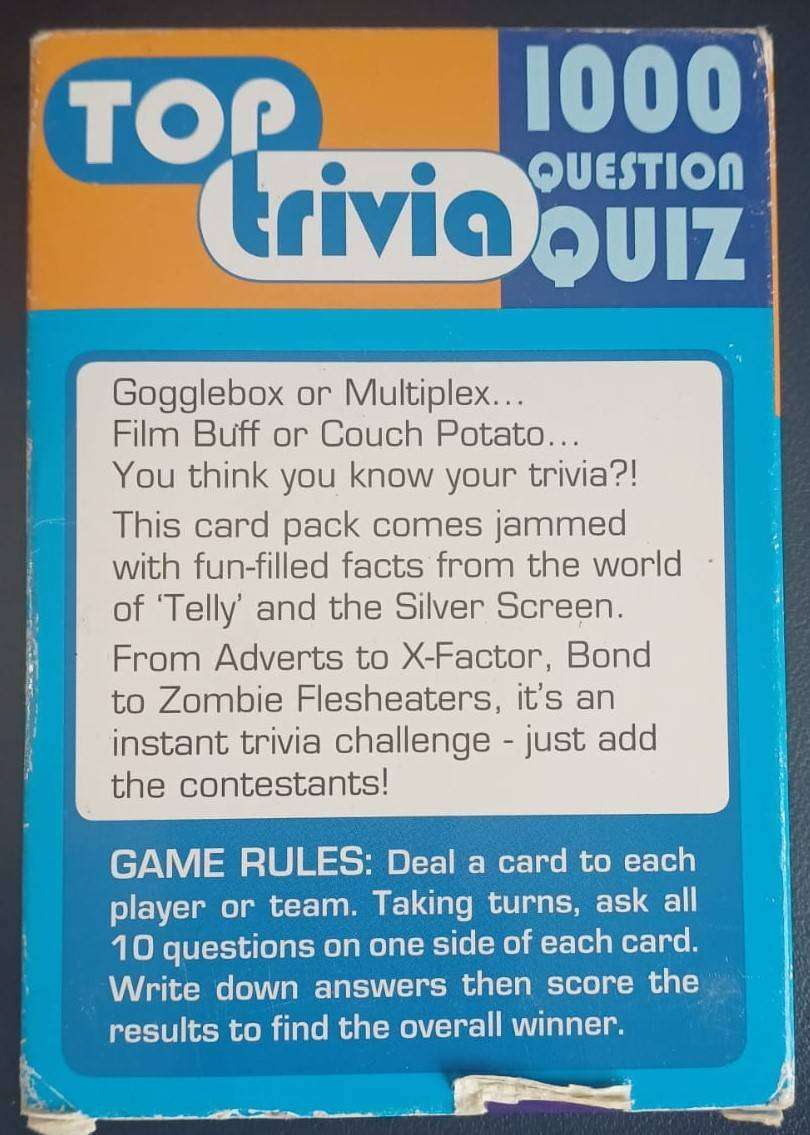 TOP
trivia
1000
QUESTION
QUIZ
Gogglebox or Multiplex...
Film Buff or Couch Potato...
You think you know your trivia?!
This card pack comes jammed
with fun-filled facts from the world
of ‘Telly’ and the Silver Screen.
From Adverts to X-Factor, Bond
to Zombie Flesheaters, it’s an
instant trivia challenge - just add
the contestants!
GAME RULES: Deal a card to each
player or team. Taking turns, ask all
10 questions on one side of each card.
Write down answers then score the
results to find the overall winner.